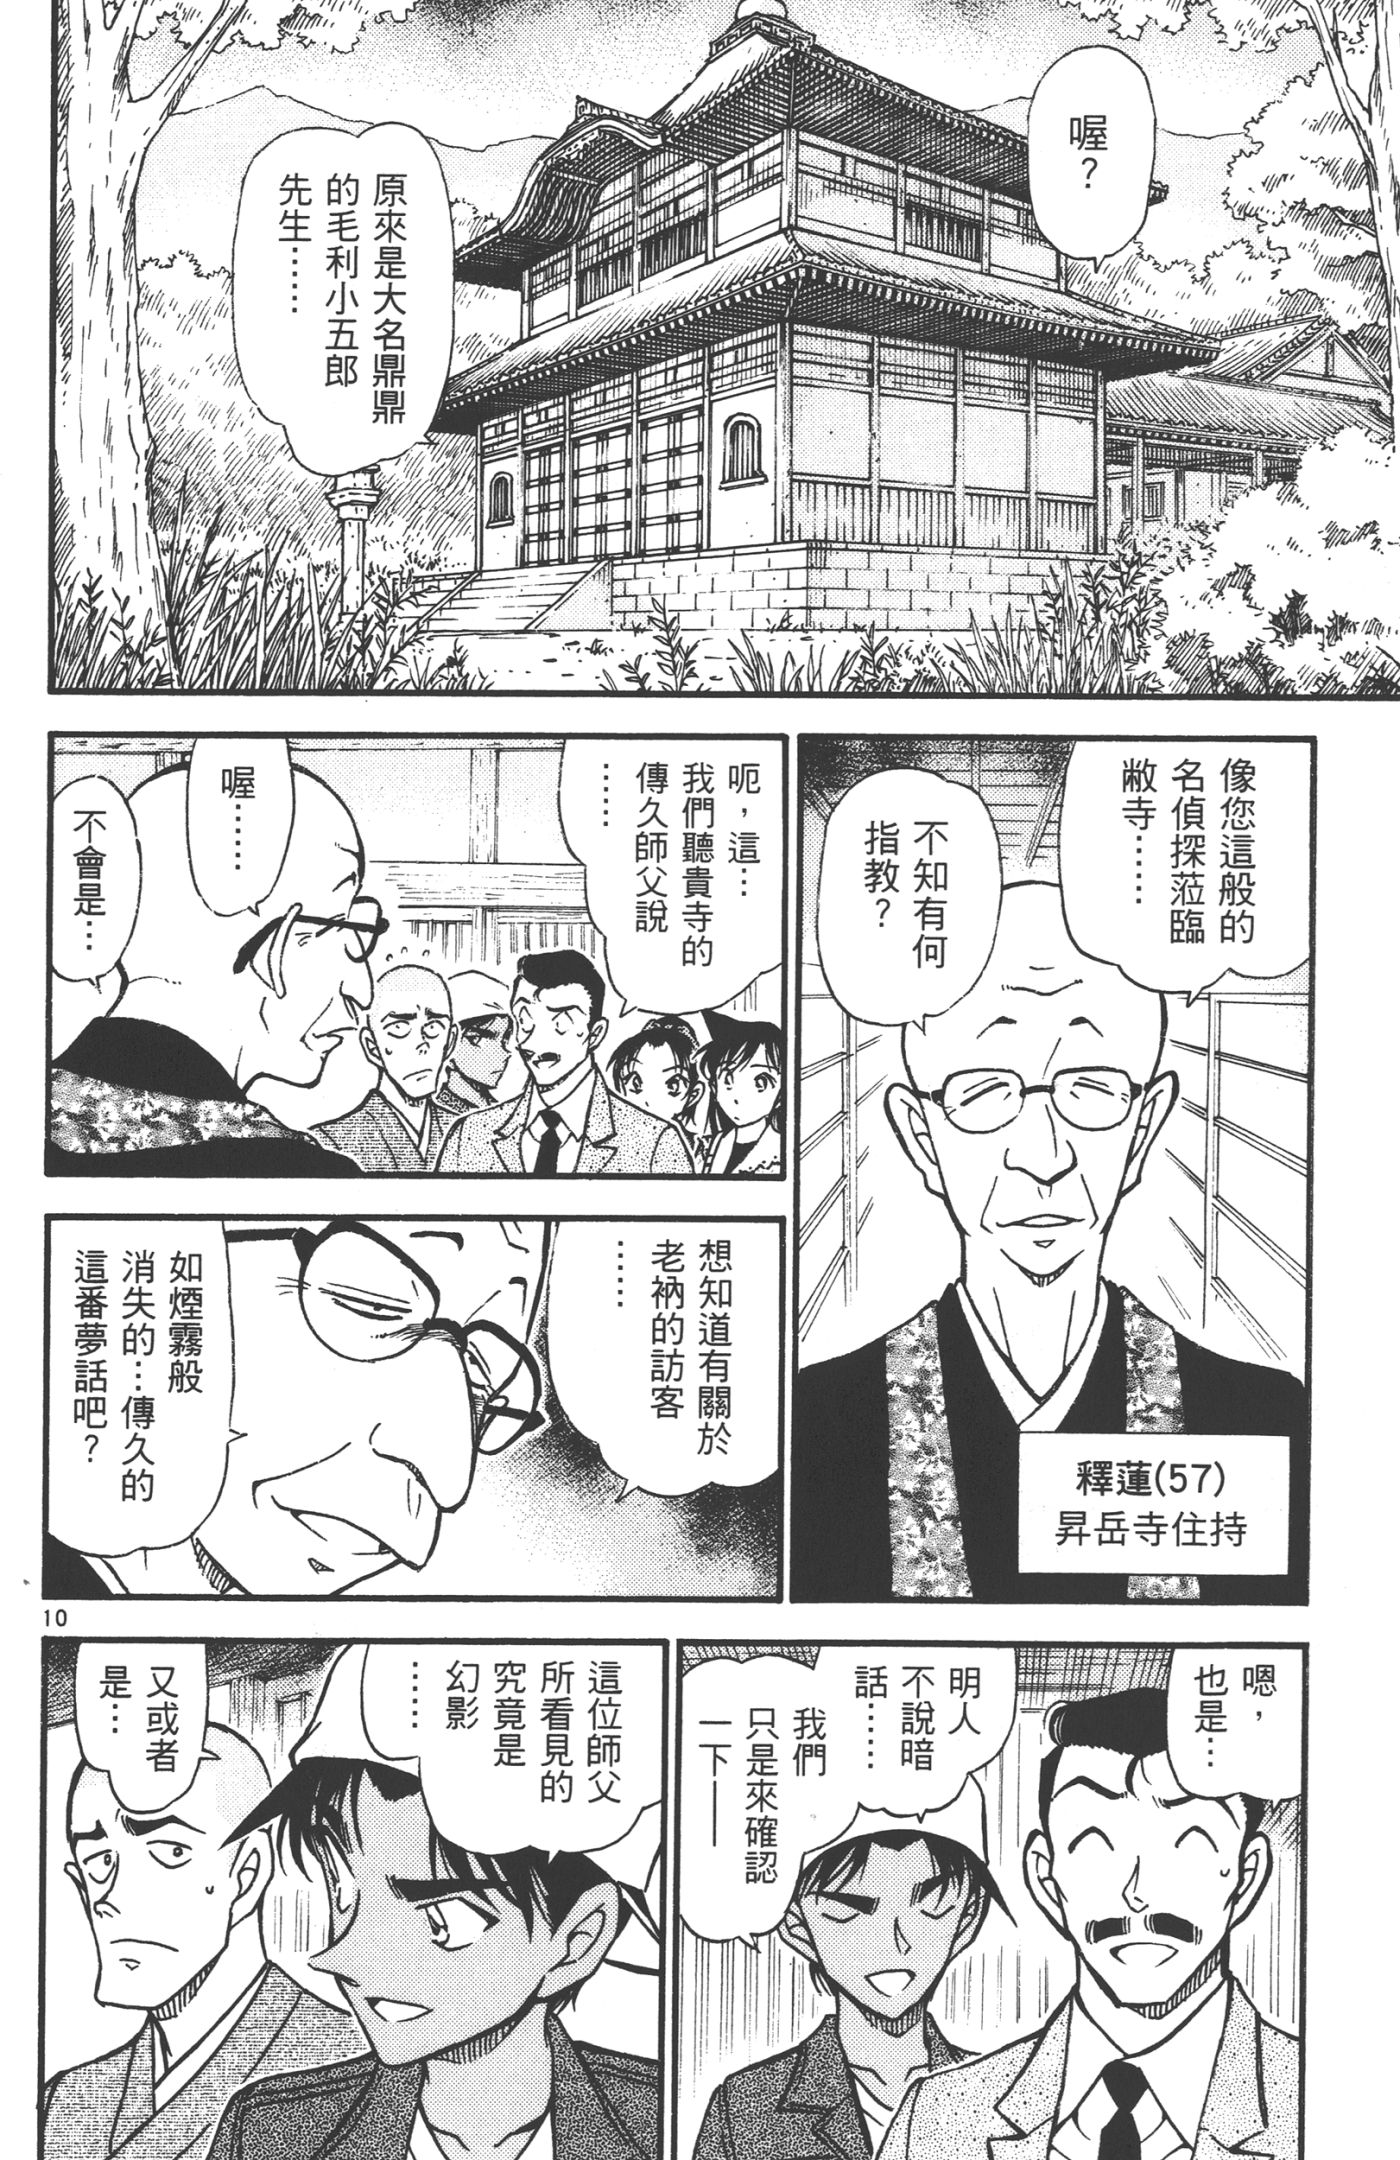 喔?
原來是大名鼎鼎
的毛利小五郎
先生……
像您這般的
名偵探蒞臨
敝寺……
不知有何
指教?
釋蓮(57)
昇岳寺住持
呃,這…
我們聽貴寺的
傳久師父說
……
喔……
不會是…
想知道有關於
老衲的訪客
……
如煙霧般
消失的…傳久的
這番夢話吧?
10
嗯,
也是…
明人
不說暗
話……
我們
只是來確認
一下──
這位師父
所看見的
究竟是
幻影
……
又或者
是…